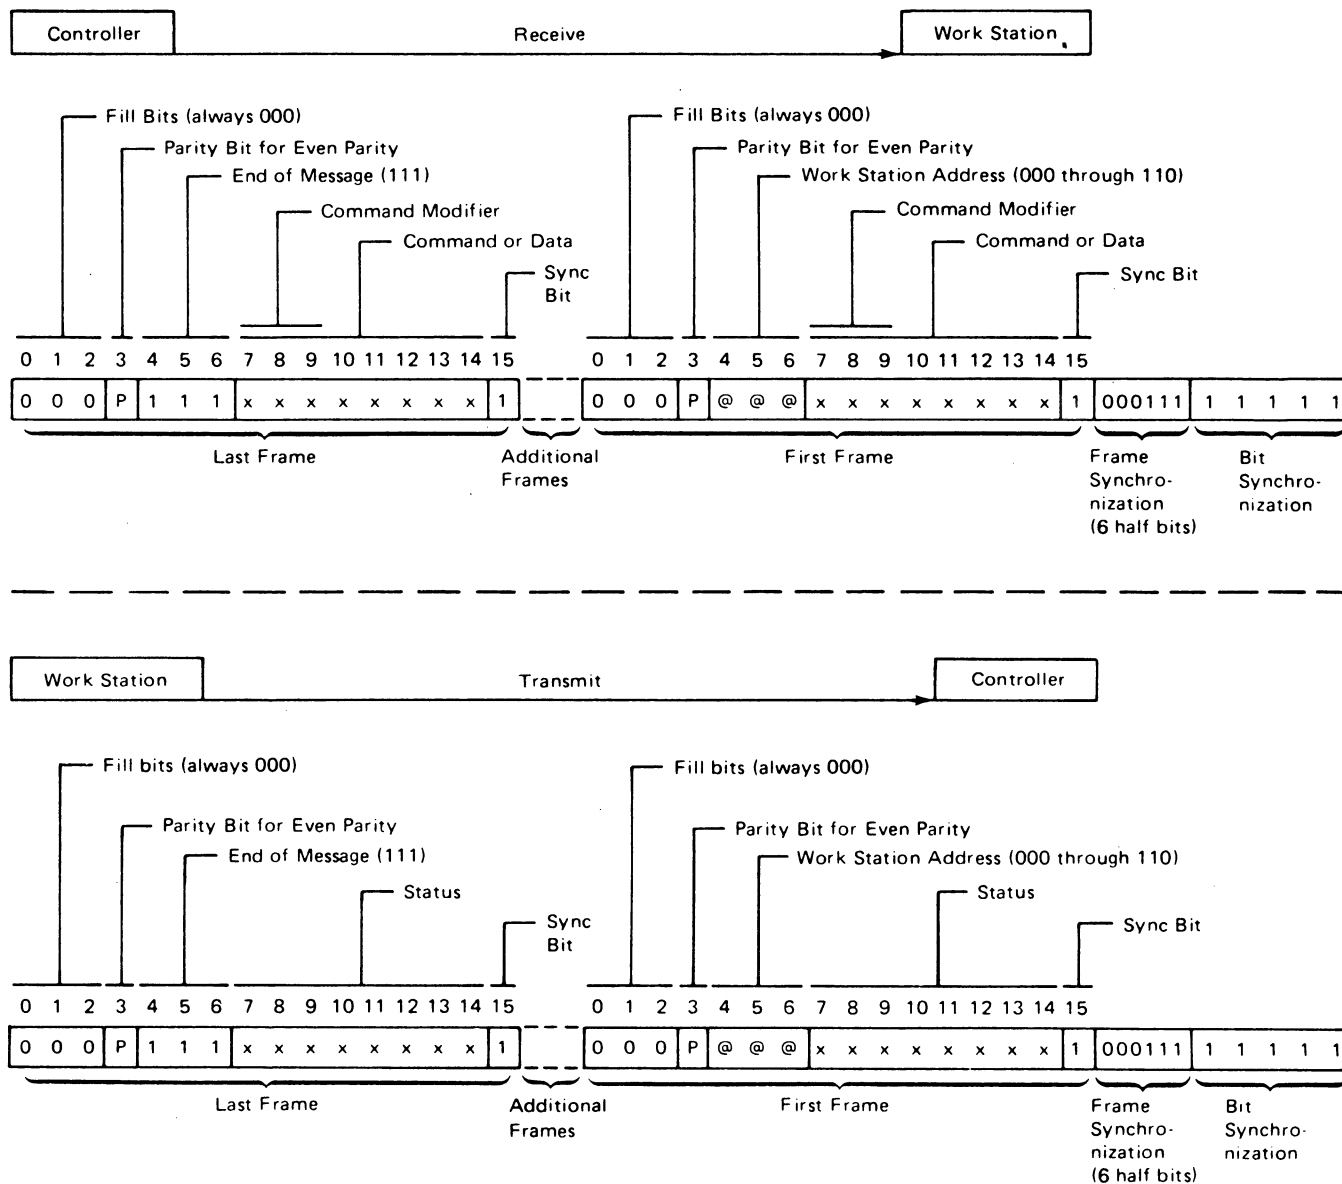 Controller Receive Work Station
Fill Bits (always 000) Fill Bits (always 000)
Parity Bit for Even Parity Parity Bit for Even Parity
End of Message (111) Work Station Address (000 through 110)
Command Modifier Command Modifier
Command or Data Command or Data
Sync Bit Sync Bit
0 1 2 3 4 5 6 7 8 9 10 11 12 13 14 15 0 1 2 3 4 5 6 7 8 9 10 11 12 13 14 15
0 0 0 P 1 1 1 x x x x x x x x 1 0 0 0 P @ @ @ x x x x x x x x 1 000111 1 1 1 1 1
Last Frame Additional Frames First Frame Frame Synchro-nization (6 half bits) Bit Synchro-nization
Work Station Transmit Controller
Fill bits (always 000) Fill bits (always 000)
Parity Bit for Even Parity Parity Bit for Even Parity
End of Message (111) Work Station Address (000 through 110)
Status Status
Sync Bit Sync Bit
0 1 2 3 4 5 6 7 8 9 10 11 12 13 14 15 0 1 2 3 4 5 6 7 8 9 10 11 12 13 14 15
0 0 0 P 1 1 1 x x x x x x x x 1 0 0 0 P @ @ @ x x x x x x x x 1 000111 1 1 1 1 1
Last Frame Additional Frames First Frame Frame Synchro-nization (6 half bits) Bit Synchro-nization